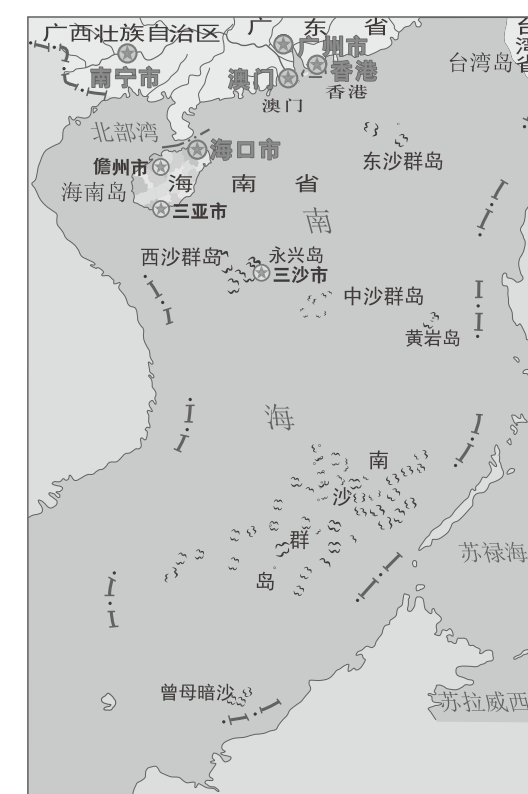 广西壮族自治区
广东省
台湾省
广州市
南宁市
澳门
香港
台湾岛
香港
澳门
北部湾
海口市
东沙群岛
儋州市
海南岛
海南省
三亚市
南
西沙群岛
永兴岛
三沙市
中沙群岛
黄岩岛
海
南
沙
群
岛
苏禄海
曾母暗沙
苏拉威西